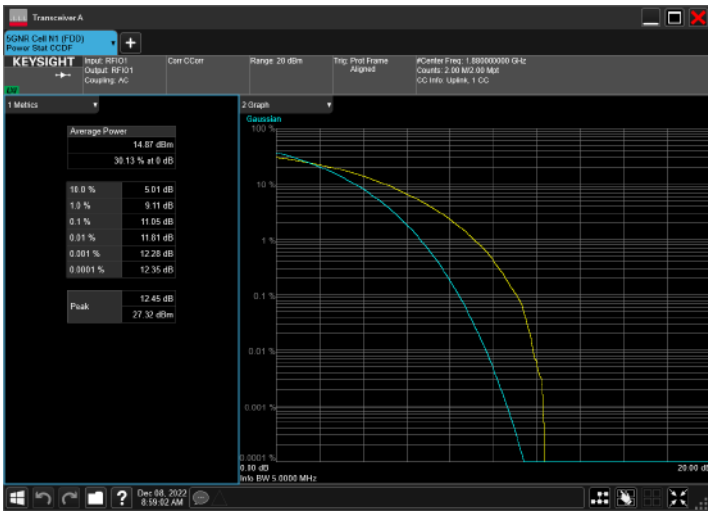 Transceiver A
5GNR Cell N1 (FDD)
Power Stat CCDF
KEYSIGHT
Input: RFIO1
Output: RFIO1
Coupling: AC
Corr CCorr
Range: 20 dBm
Trig: Prot Frame
Aligned
#Center Freq: 1.880000000 GHz
Counts: 2.00 M/2.00 Mpt
CC Info: Uplink, 1 CC
1 Metrics
Average Power
14.87 dBm
30.13 % at 0 dB
10.0 % 5.01 dB
1.0 % 9.11 dB
0.1 % 11.05 dB
0.01 % 11.81 dB
0.001 % 12.28 dB
0.0001 % 12.35 dB
Peak
12.45 dB
27.32 dBm
2 Graph
Gaussian
100 %
10 %
1 %
0.1 %
0.01 %
0.001 %
0.0001 %
0.00 dB
20.00 dB
Info BW 5.0000 MHz
Dec 08, 2022
8:59:02 AM